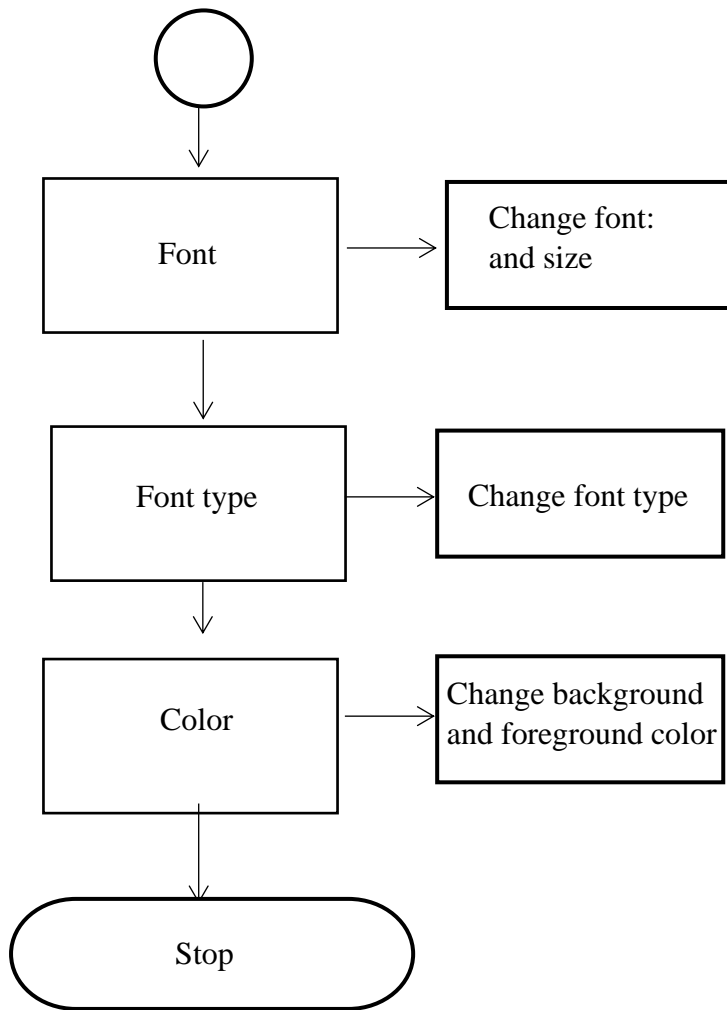 Font
Change font:
and size
Font type
Change font type
Color
Change background
and foreground color
Stop